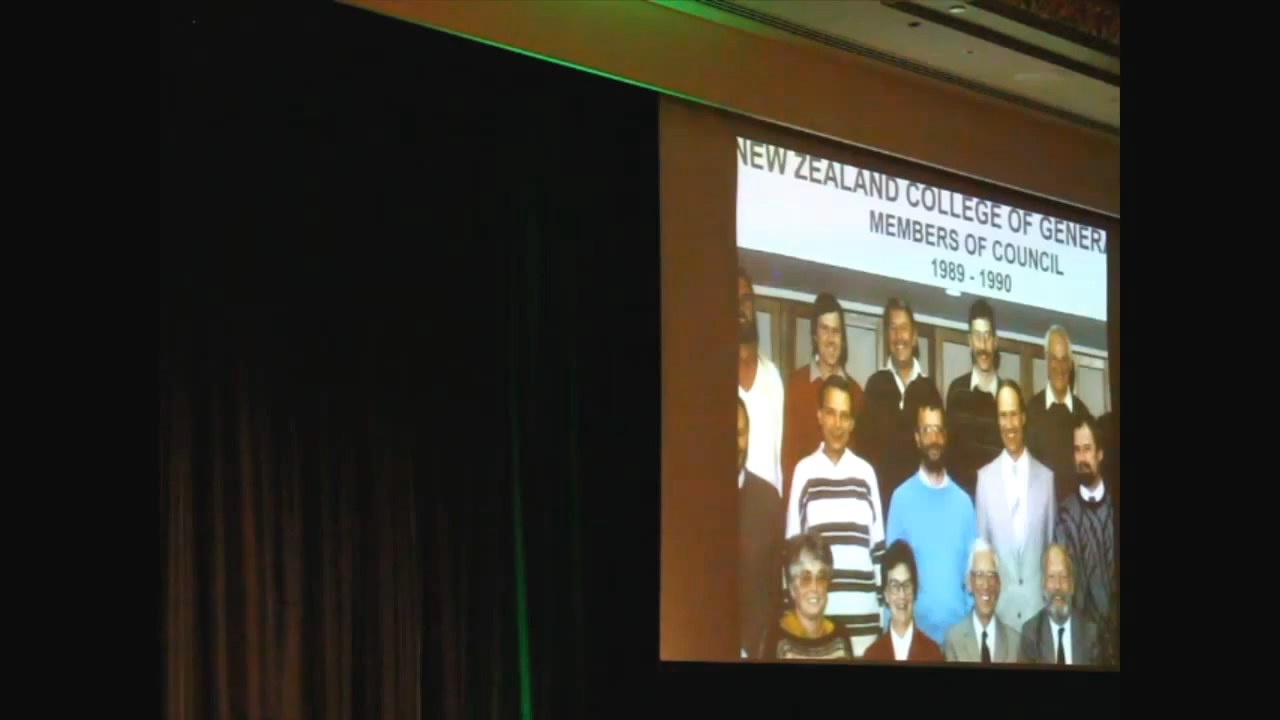 NEW ZEALAND COLLEGE OF GENERA
MEMBERS OF COUNCIL
1989 - 1990